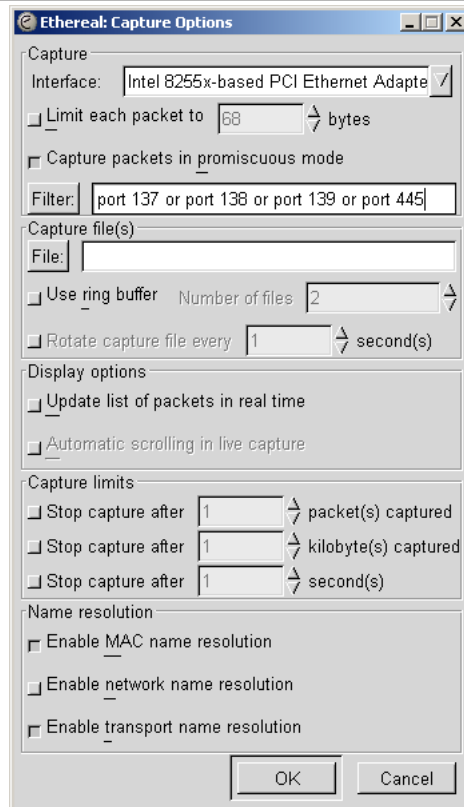 Ethereal: Capture Options
Capture
Interface: Intel 8255x-based PCI Ethernet Adapte
Limit each packet to 68 bytes
Capture packets in promiscuous mode
Filter: port 137 or port 138 or port 139 or port 445
Capture file(s)
File:
Use ring buffer Number of files 2
Rotate capture file every 1 second(s)
Display options
Update list of packets in real time
Automatic scrolling in live capture
Capture limits
Stop capture after 1 packet(s) captured
Stop capture after 1 kilobyte(s) captured
Stop capture after 1 second(s)
Name resolution
Enable MAC name resolution
Enable network name resolution
Enable transport name resolution
OK Cancel